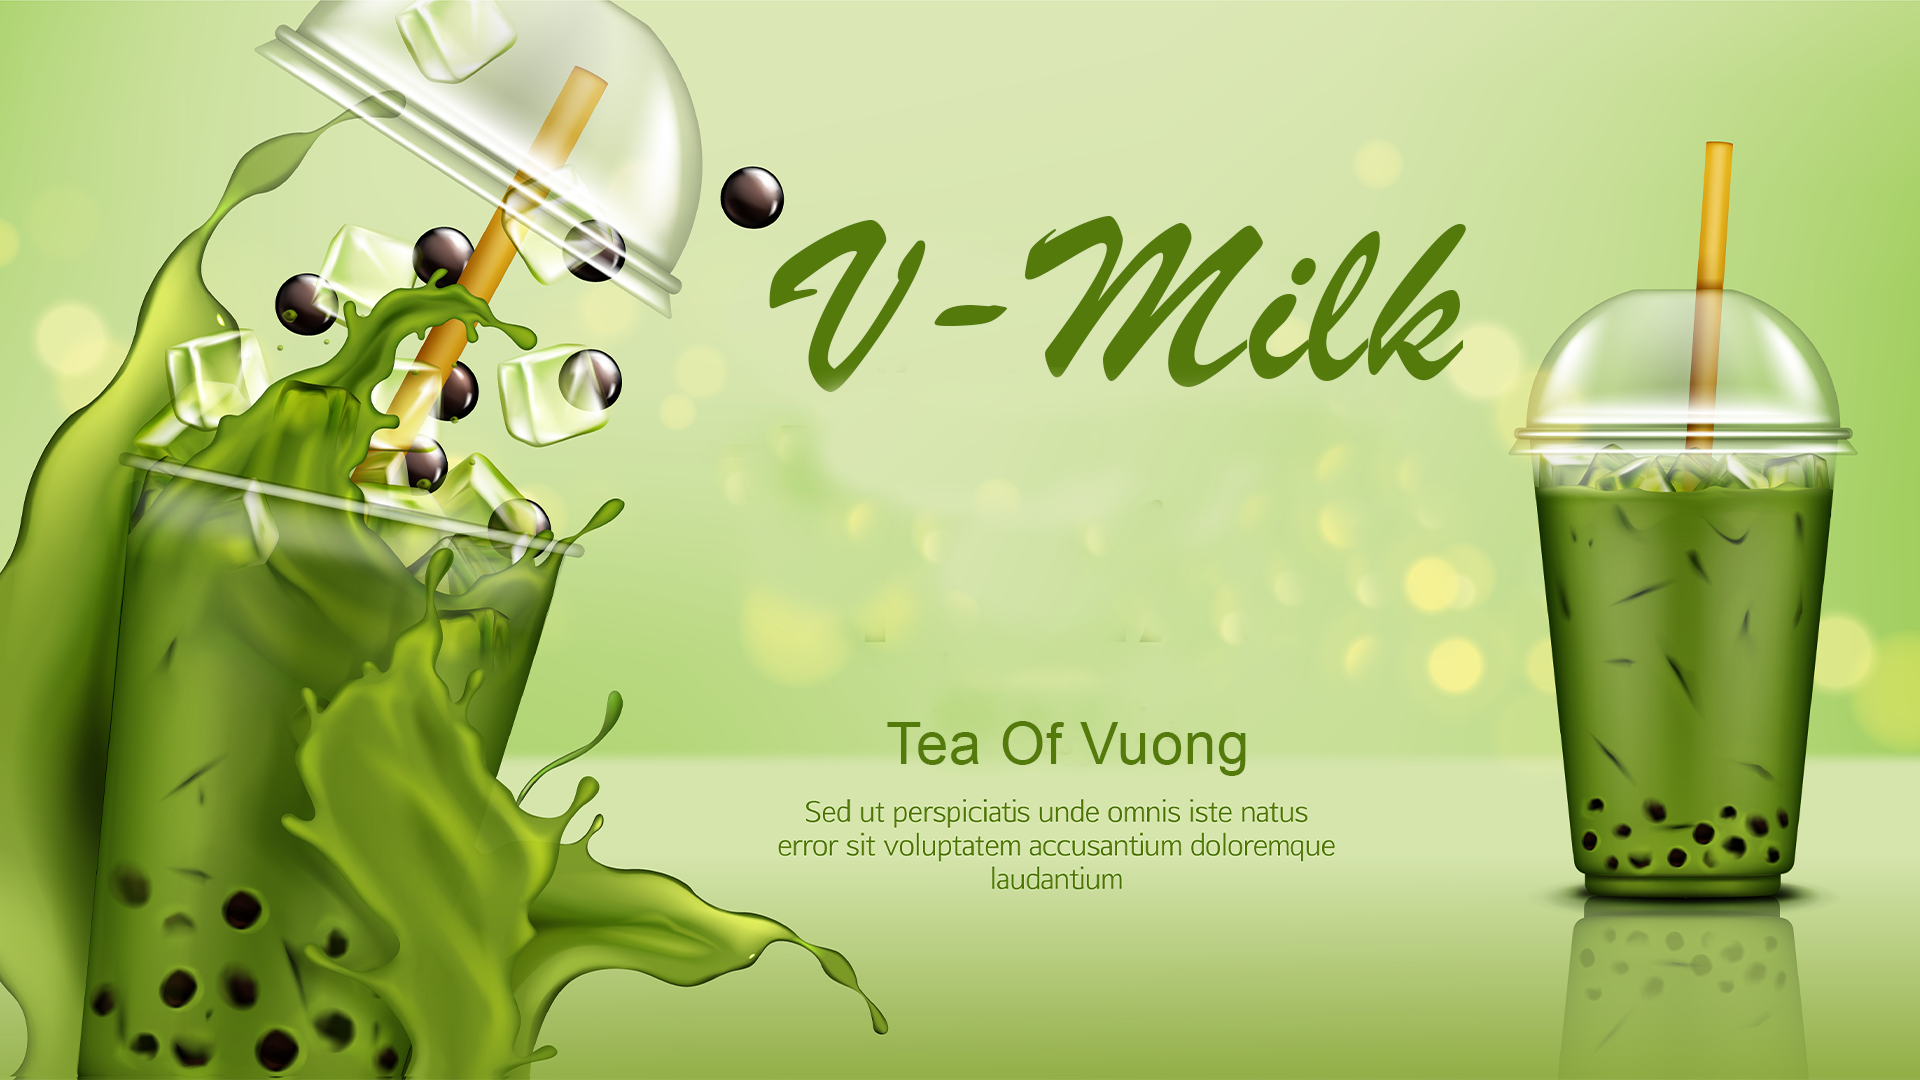 V-Milk
Tea Of Vuong
Sed ut perspiciatis unde omnis iste natus
error sit voluptatem accusantium doloremque
laudantium